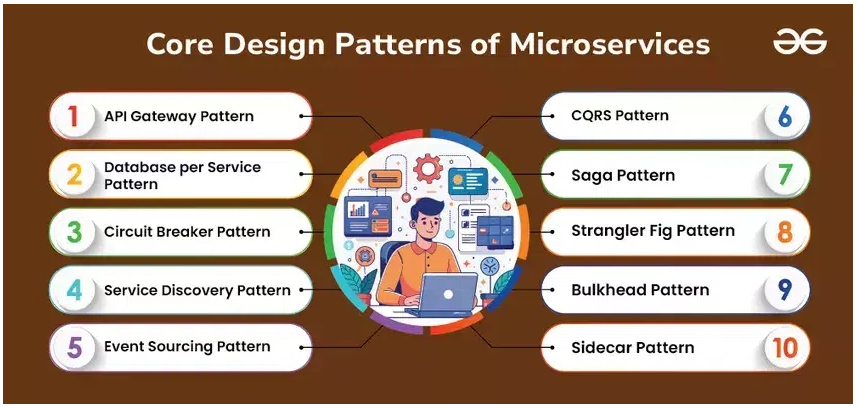 Core Design Patterns of Microservices
1 API Gateway Pattern
2 Database per Service
Pattern
3 Circuit Breaker Pattern
4 Service Discovery Pattern
5 Event Sourcing Pattern
CQRS Pattern 6
Saga Pattern 7
Strangler Fig Pattern 8
Bulkhead Pattern 9
Sidecar Pattern 10